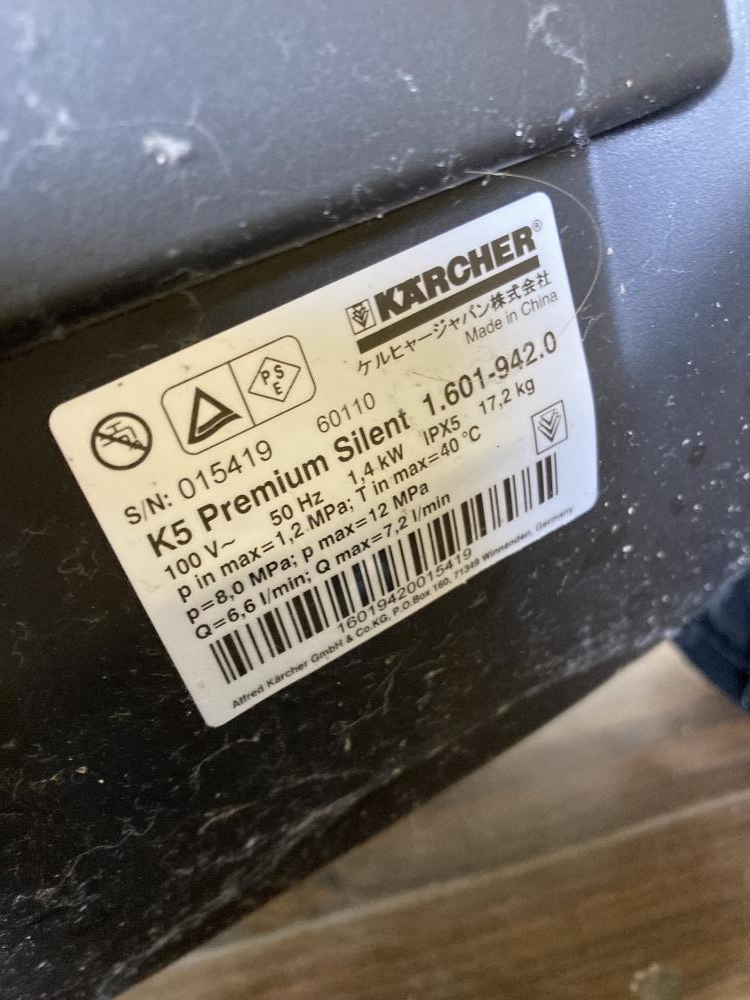 KÄRCHER®
ケルヒャージャパン株式会社
Made in China
PSE
S/N: 015419 60110
K5 Premium Silent 1.601-942.0
100 V~ 50 Hz 1,4 kW IPX5 17,2 kg
p in max=1,2 MPa; T in max=40 °C
p=8,0 MPa; p max=12 MPa
Q=6,6 l/min; Q max=7,2 l/min
16019420015419
Alfred Kärcher GmbH & Co.KG, P.O.Box 160, 71349 Winnenden, Germany